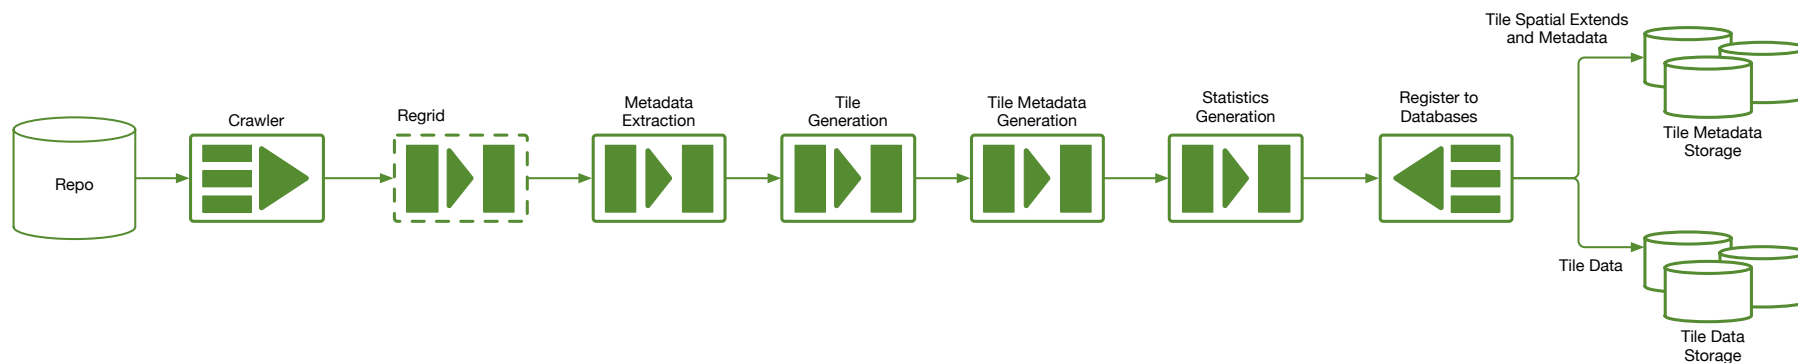 Repo
Crawler
Regrid
Metadata
Extraction
Tile
Generation
Tile Metadata
Generation
Statistics
Generation
Register to
Databases
Tile Spatial Extends
and Metadata
Tile Metadata
Storage
Tile Data
Tile Data
Storage